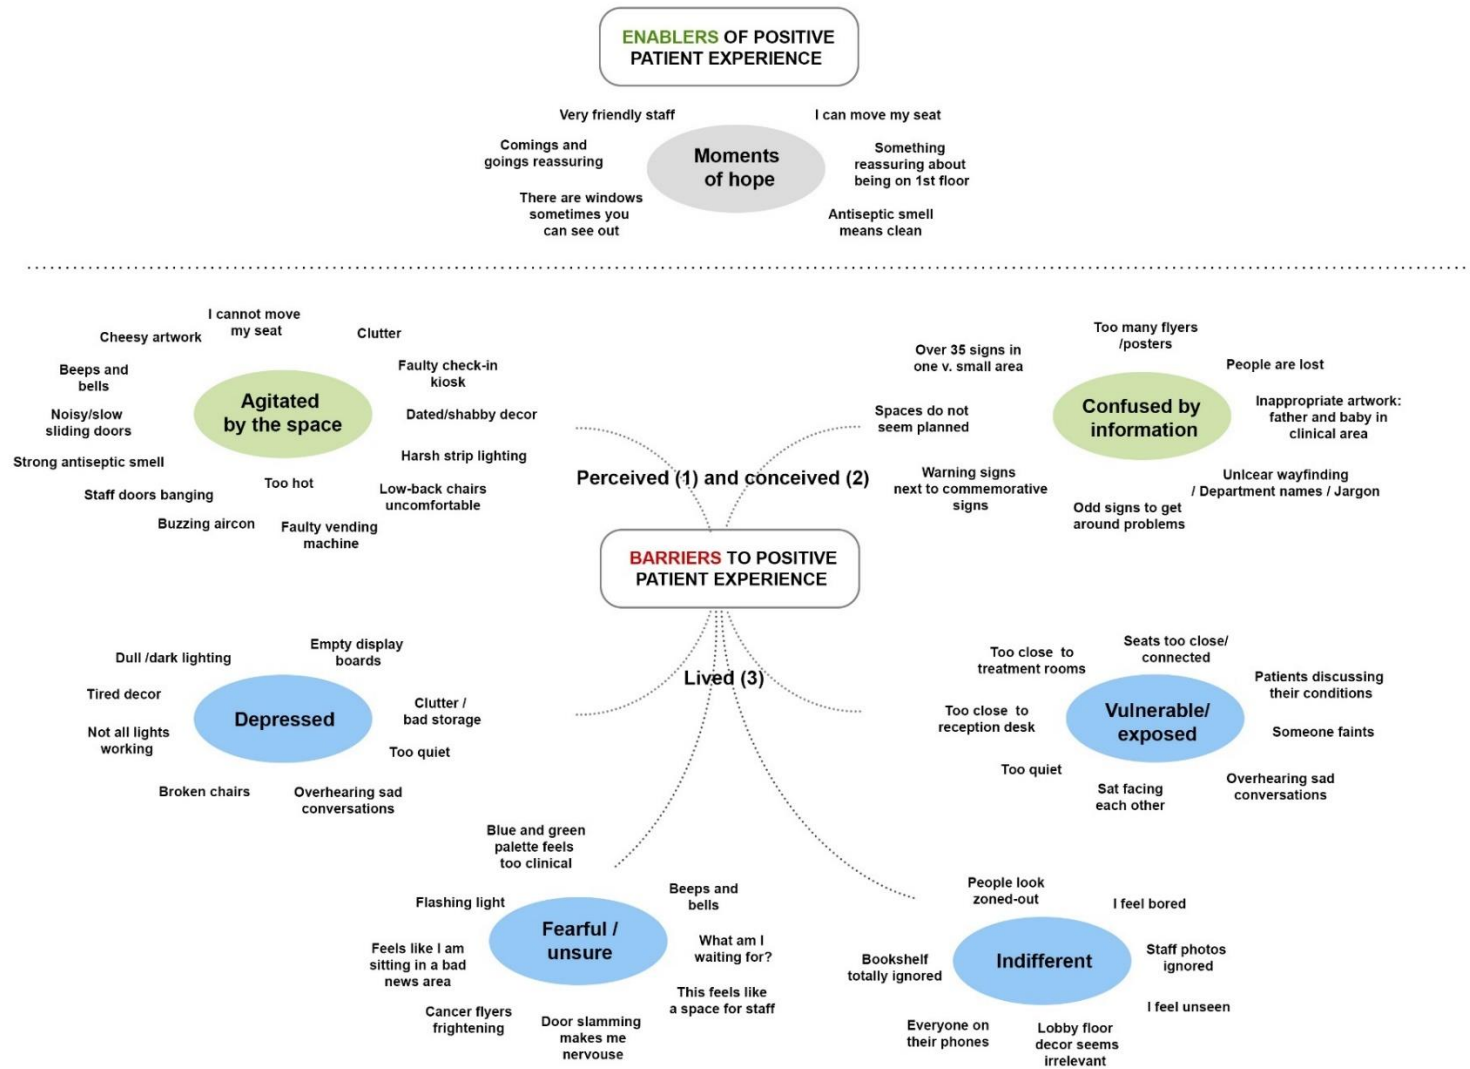 ENABLERS OF POSITIVE
PATIENT EXPERIENCE
Very friendly staff
I can move my seat
Comings and
goings reassuring
Moments
of hope
Something
reassuring about
being on 1st floor
There are windows
sometimes you
can see out
Antiseptic smell
means clean
I cannot move
my seat
Cheesy artwork
Clutter
Beeps and
bells
Faulty check-in
kiosk
Agitated
by the space
Noisy/slow
sliding doors
Dated/shabby decor
Strong antiseptic smell
Harsh strip lighting
Too hot
Staff doors banging
Low-back chairs
uncomfortable
Buzzing aircon
Faulty vending
machine
Too many flyers
/posters
Over 35 signs in
one v. small area
People are lost
Confused by
information
Spaces do not
seem planned
Inappropriate artwork:
father and baby in
clinical area
Warning signs
next to commemorative
signs
Unlcear wayfinding
/ Department names / Jargon
Odd signs to get
around problems
Perceived (1) and conceived (2)
BARRIERS TO POSITIVE
PATIENT EXPERIENCE
Lived (3)
Dull /dark lighting
Empty display
boards
Tired decor
Depressed
Clutter /
bad storage
Not all lights
working
Too quiet
Broken chairs
Overhearing sad
conversations
Too close to
treatment rooms
Seats too close/
connected
Patients discussing
their conditions
Too close to
reception desk
Vulnerable/
exposed
Someone faints
Too quiet
Sat facing
each other
Overhearing sad
conversations
Blue and green
palette feels
too clinical
Flashing light
Beeps and
bells
Fearful /
unsure
Feels like I am
sitting in a bad
news area
What am I
waiting for?
Cancer flyers
frightening
Door slamming
makes me
nervouse
This feels like
a space for staff
People look
zoned-out
I feel bored
Bookshelf
totally ignored
Indifferent
Staff photos
ignored
I feel unseen
Everyone on
their phones
Lobby floor
decor seems
irrelevant